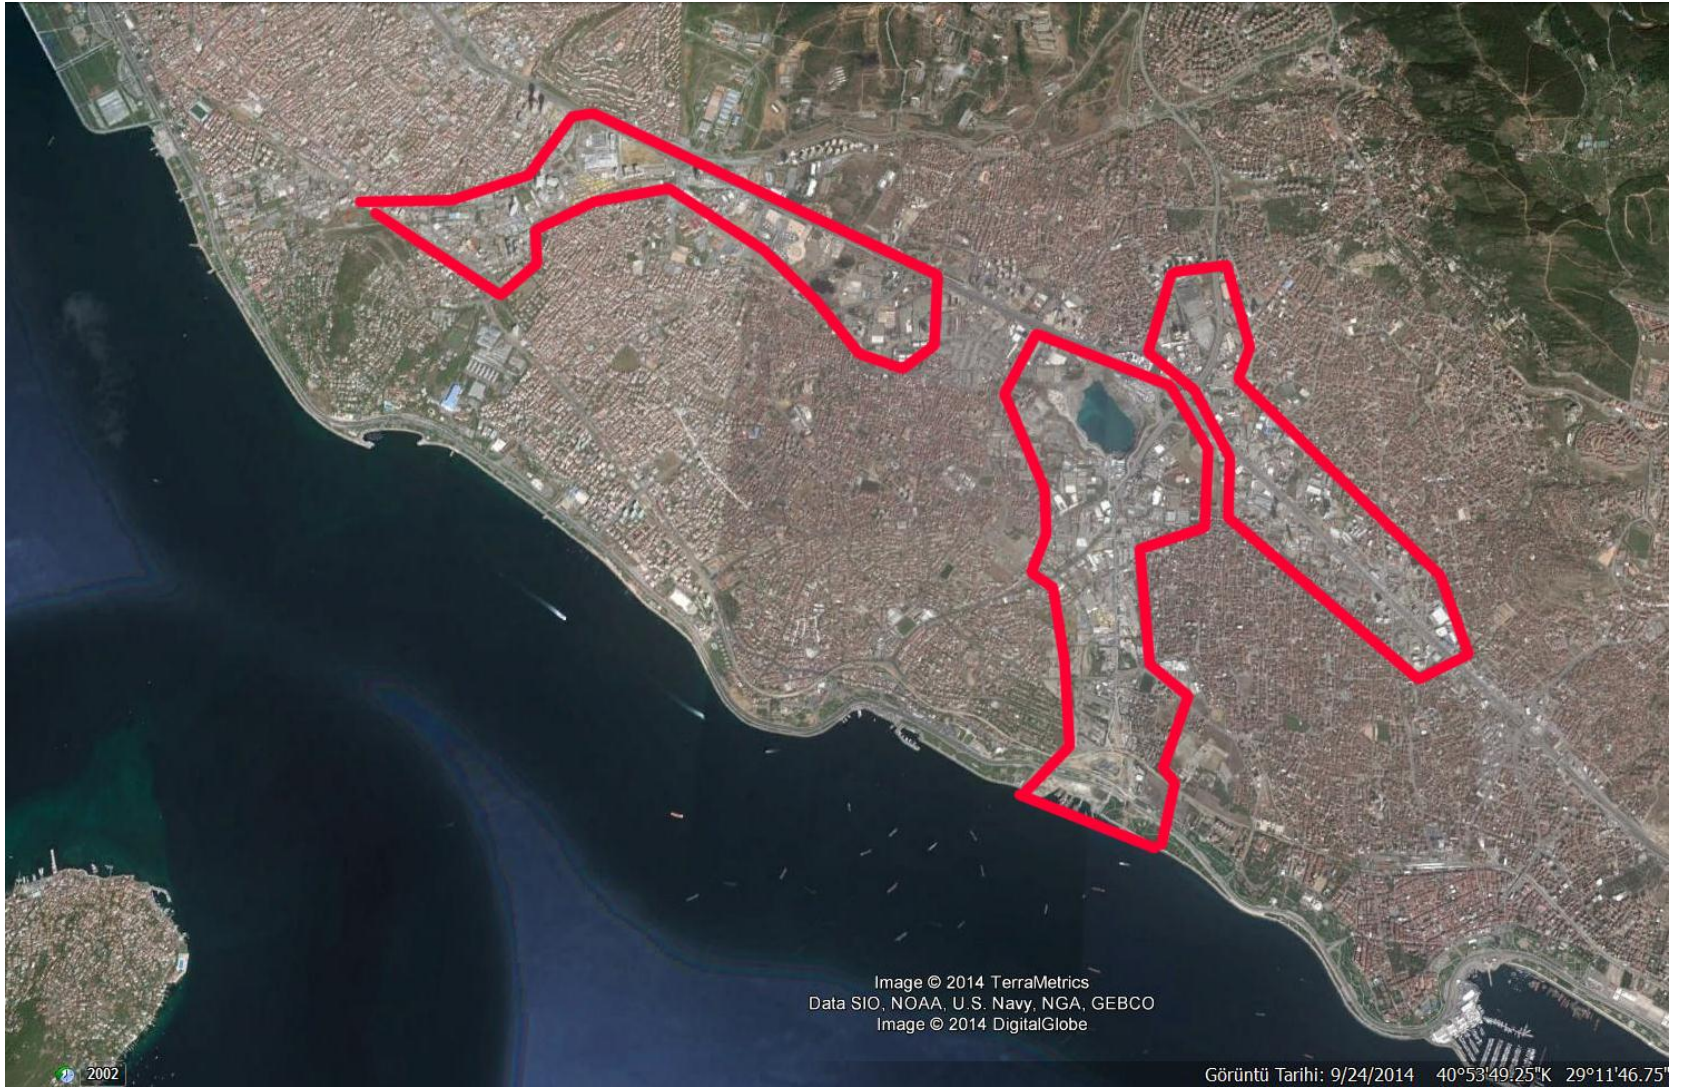 Image © 2014 TerraMetrics
Data SIO, NOAA, U.S. Navy, NGA, GEBCO
Image © 2014 DigitalGlobe
2002
Görüntü Tarihi: 9/24/2014 40°53'49.25"K 29°11'46.75"